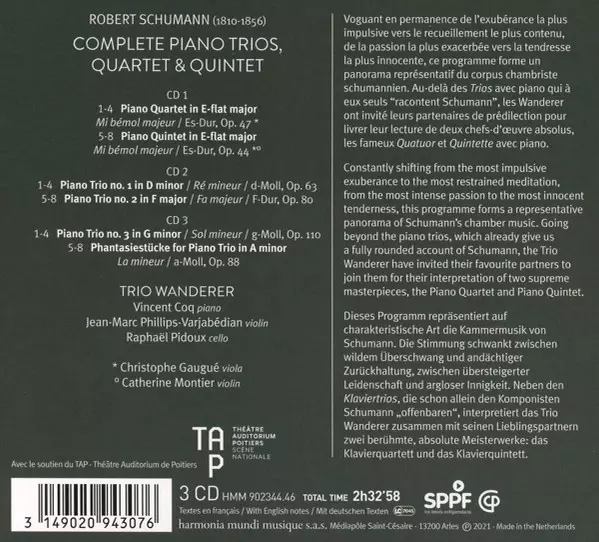 ROBERT SCHUMANN (1810-1856)
COMPLETE PIANO TRIOS,
QUARTET & QUINTET
CD 1
1-4 Piano Quartet in E-flat major
Mi bémol majeur / Es-Dur, Op. 47 *
5-8 Piano Quintet in E-flat major
Mi bémol majeur / Es-Dur, Op. 44 *°
CD 2
1-4 Piano Trio no. 1 in D minor / Ré mineur / d-Moll, Op. 63
5-8 Piano Trio no. 2 in F major / Fa majeur / F-Dur, Op. 80
CD 3
1-4 Piano Trio no. 3 in G minor / Sol mineur / g-Moll, Op. 110
5-8 Phantasiestücke for Piano Trio in A minor
La mineur / a-Moll, Op. 88
TRIO WANDERER
Vincent Coq piano
Jean-Marc Phillips-Varjabédian violin
Raphaël Pidoux cello
* Christophe Gaugué viola
° Catherine Montier violin
Avec le soutien du TAP - Théâtre Auditorium de Poitiers
TAP
THÉÂTRE
AUDITORIUM
POITIERS
SCÈNE
NATIONALE
Voguant en permanence de l'exubérance la plus
impulsive vers le recueillement le plus contenu,
de la passion la plus exacerbée vers la tendresse
la plus innocente, ce programme forme un
panorama représentatif du corpus chambriste
schumannien. Au-delà des Trios avec piano qui à
eux seuls "racontent Schumann", les Wanderer
ont invité leurs partenaires de prédilection pour
livrer leur lecture de deux chefs-d'œuvre absolus,
les fameux Quatuor et Quintette avec piano.
Constantly shifting from the most impulsive
exuberance to the most restrained meditation,
from the most intense passion to the most innocent
tenderness, this programme forms a representative
panorama of Schumann's chamber music. Going
beyond the piano trios, which already give us
a fully rounded account of Schumann, the Trio
Wanderer have invited their favourite partners to
join them for their interpretation of two supreme
masterpieces, the Piano Quartet and Piano Quintet.
Dieses Programm repräsentiert auf
charakteristische Art die Kammermusik von
Schumann. Die Stimmung schwankt zwischen
wildem Überschwang und andächtiger
Zurückhaltung, zwischen übersteigerter
Leidenschaft und argloser Innigkeit. Neben den
Klaviertrios, die schon allein den Komponisten
Schumann „offenbaren", interpretiert das Trio
Wanderer zusammen mit seinen Lieblingspartnern
zwei berühmte, absolute Meisterwerke: das
Klavierquartett und das Klavierquintett.
3 149020 943076
3 CD HMM 902344.46 TOTAL TIME 2h32'58
Textes en français / With English notes / Mit deutschen Texten LC 7045
SPPF
harmonia mundi musique s.a.s. Médiapôle Saint-Césaire - 13200 Arles Ⓟ 2021 - Made in the Netherlands